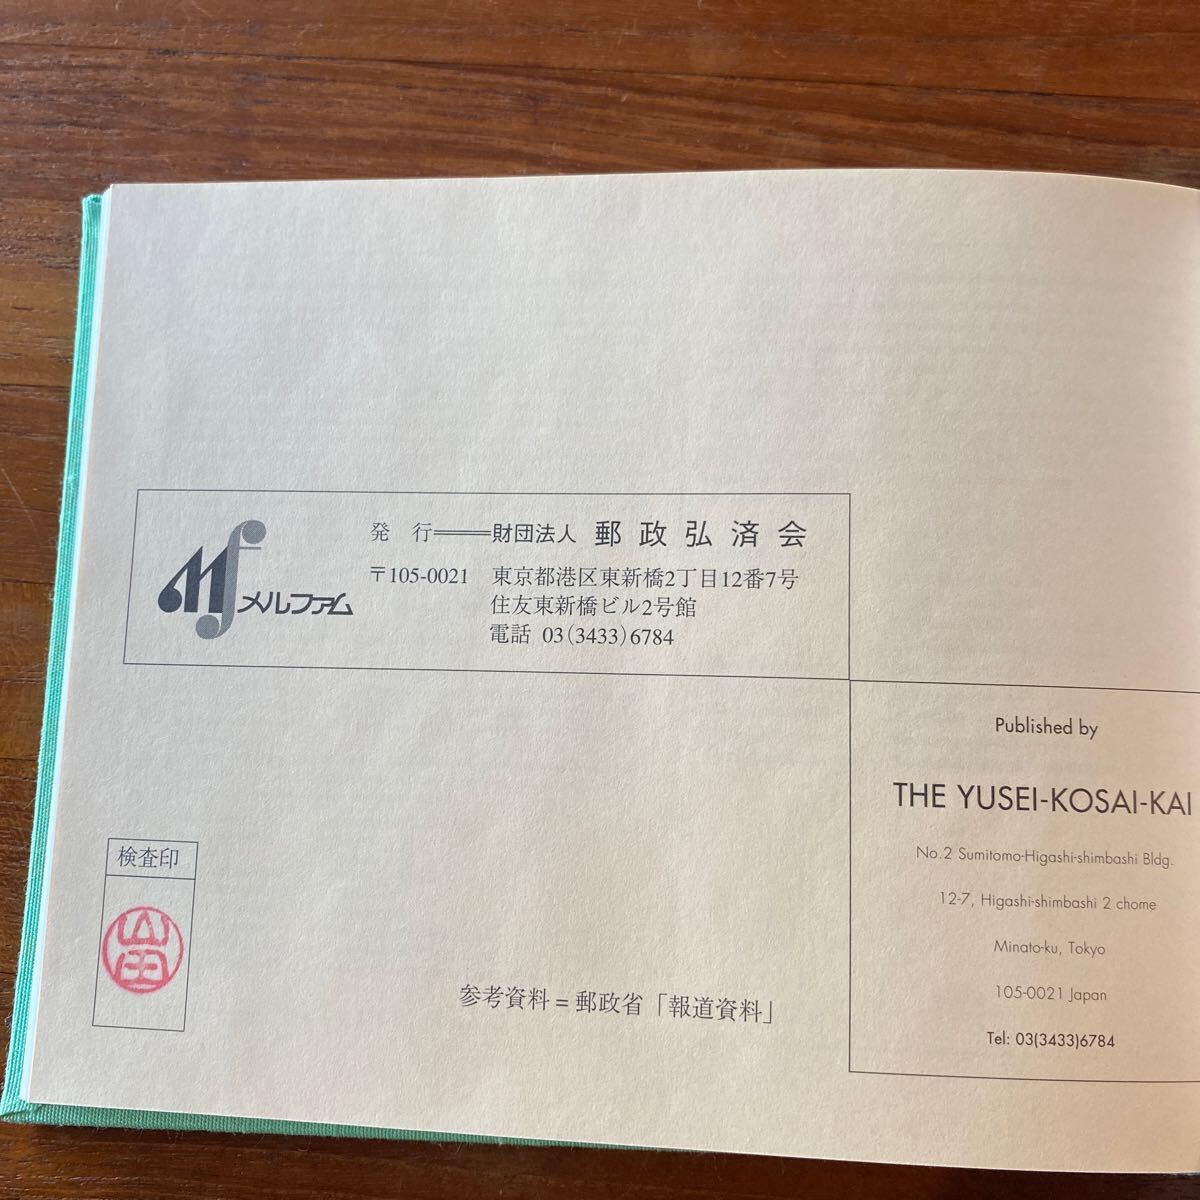 Mf メルファム
発 行══財団法人 郵政弘済会
〒105-0021 東京都港区東新橋2丁目12番7号
住友東新橋ビル2号館
電話 03(3433)6784
Published by
THE YUSEI-KOSAI-KAI
No.2 Sumitomo-Higashi-shimbashi Bldg.
12-7, Higashi-shimbashi 2 chome
Minato-ku, Tokyo
105-0021 Japan
Tel: 03(3433)6784
検査印
参考資料=郵政省「報道資料」